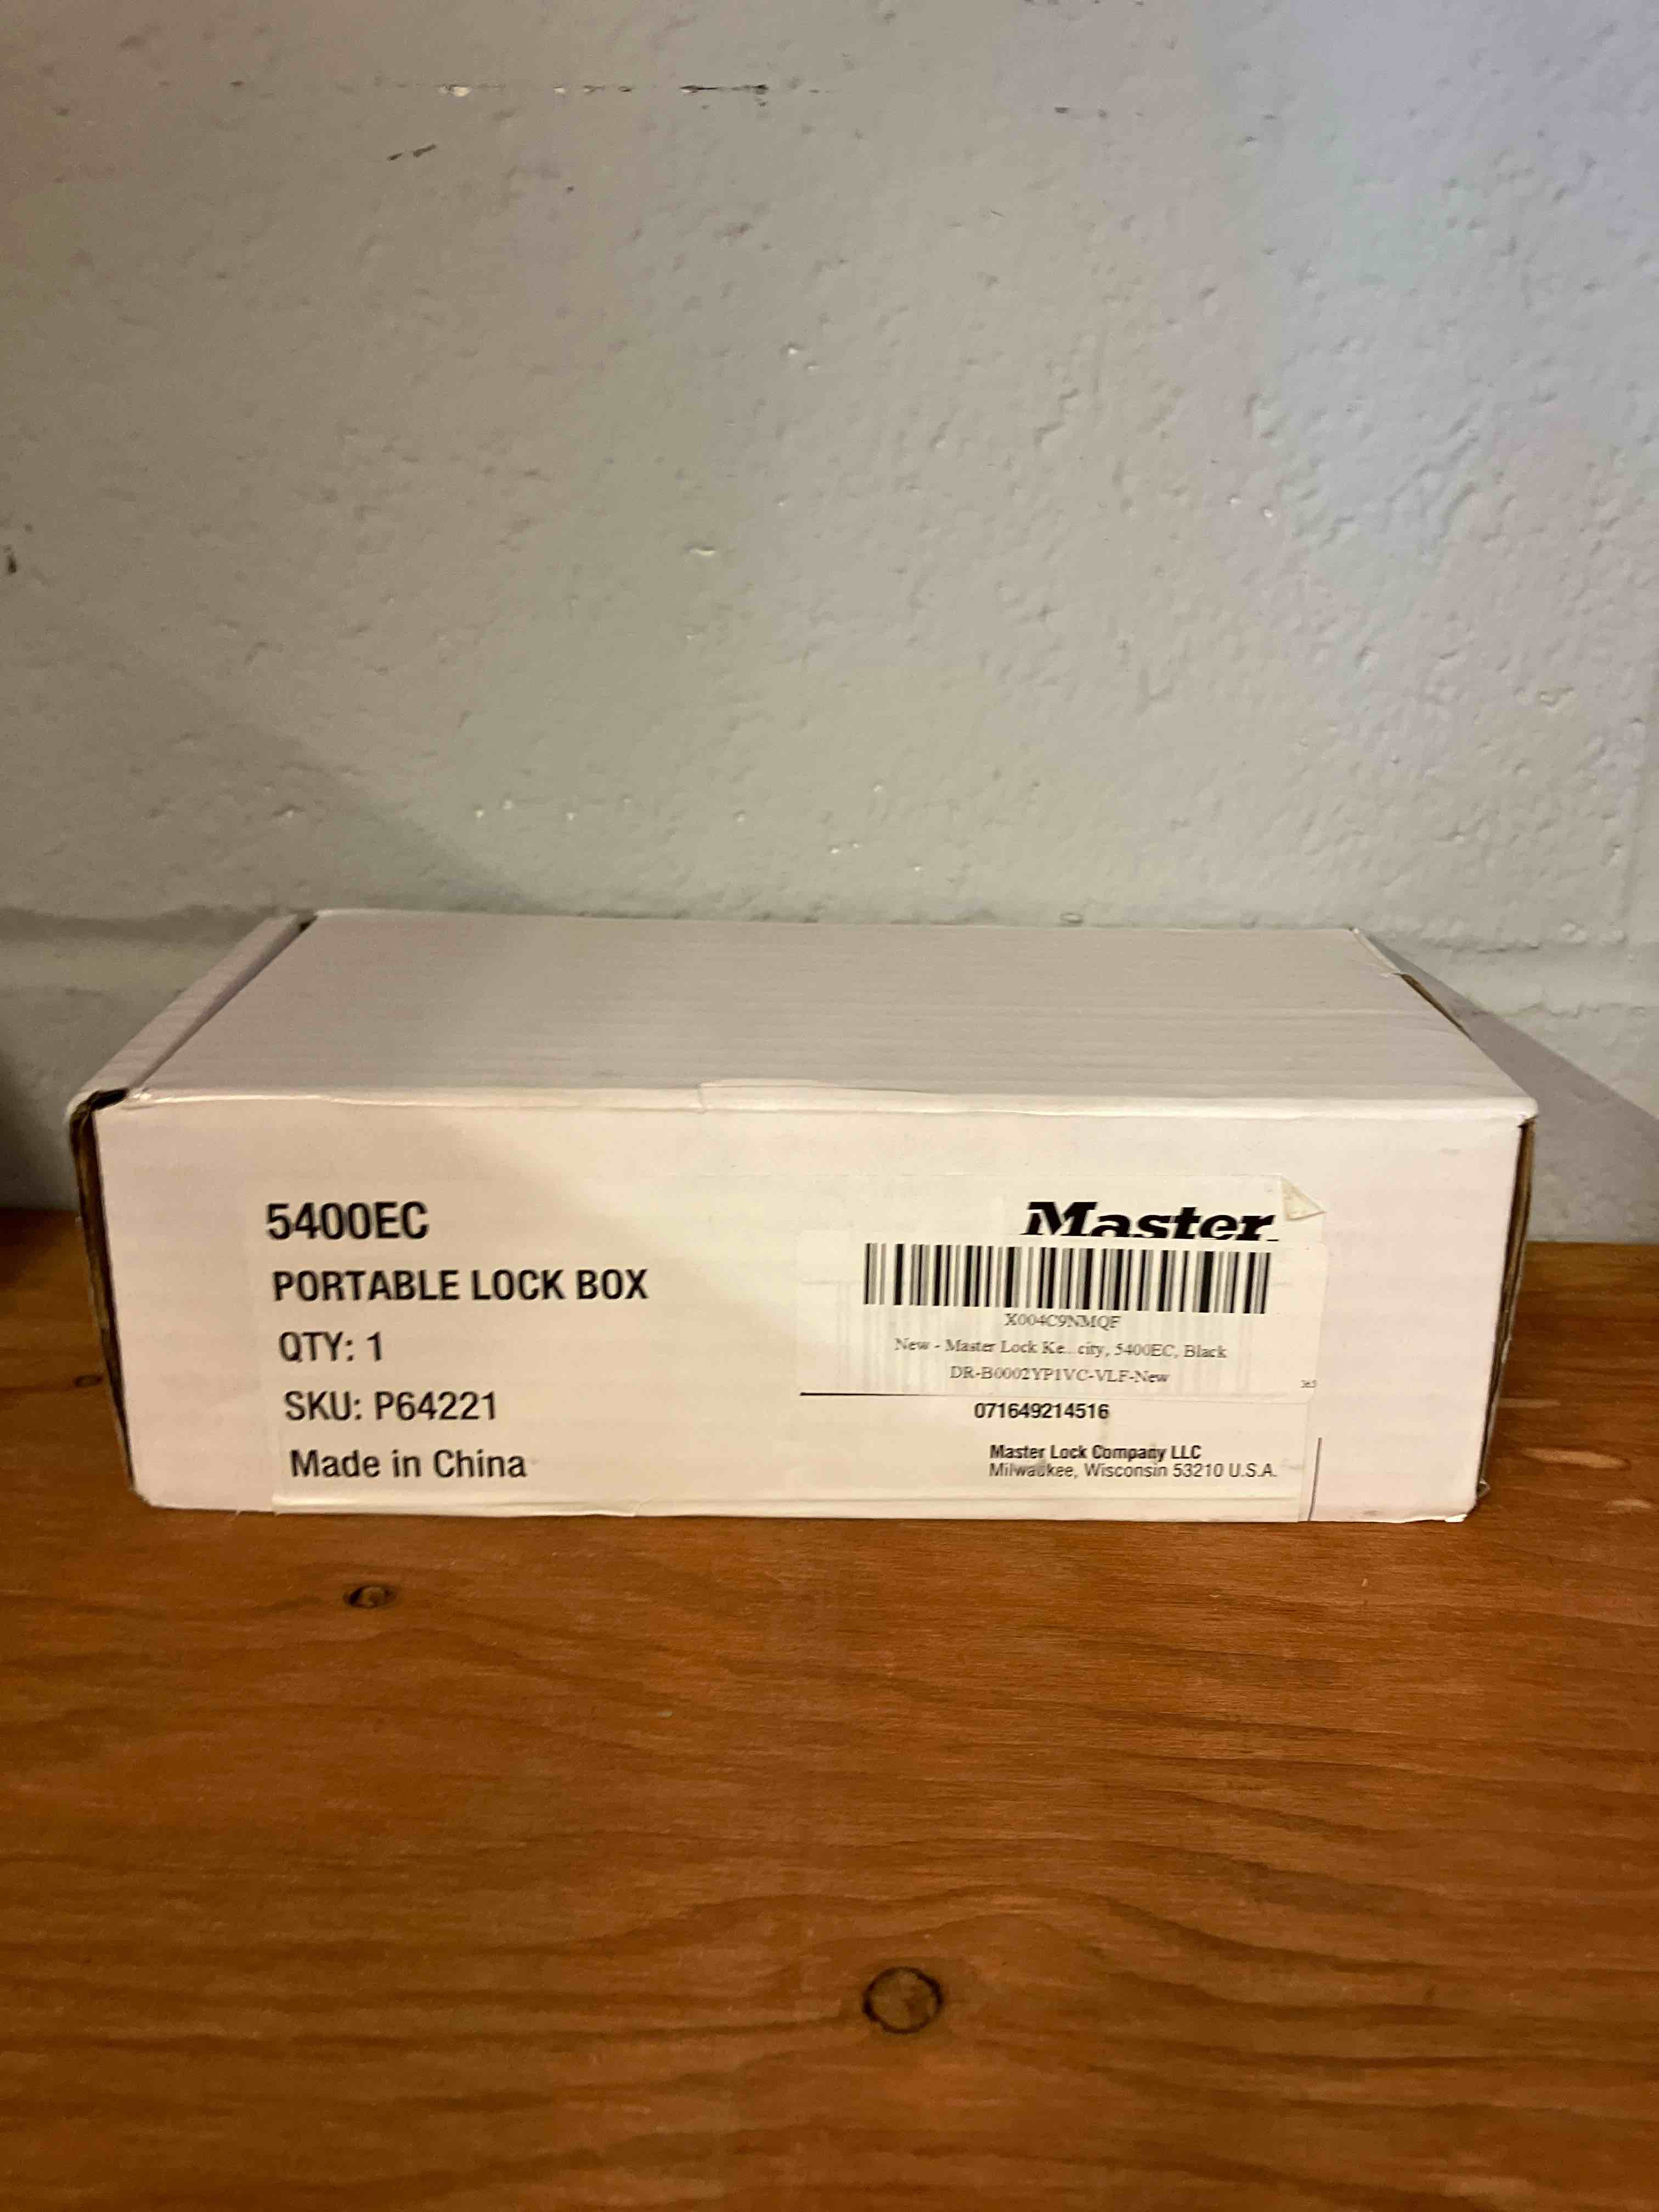 5400EC
PORTABLE LOCK BOX
QTY: 1
SKU: P64221
Made in China
Master
X004C9NMQF
New - Master Lock Ke...city, 5400EC, Black
DR-B0002YP1VC-VLF-New
365
071649214516
Master Lock Company LLC
Milwaukee, Wisconsin 53210 U.S.A.